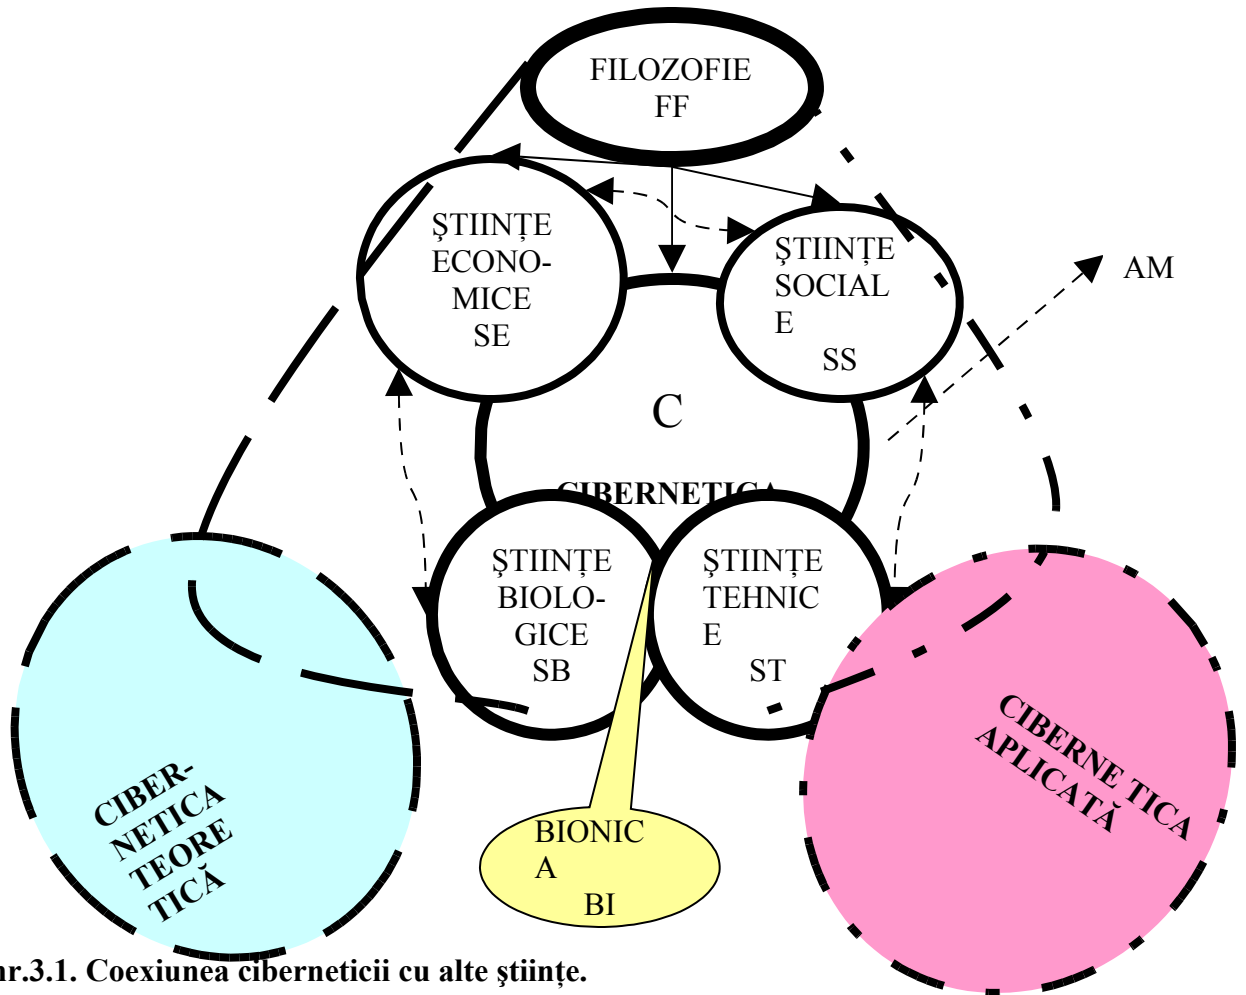 FILOZOFIE
FF
ŞTIINȚE
ECONO-
MICE
SE
ŞTIINȚE
SOCIAL
E
SS
AM
C
CIBERNETICA
ŞTIINȚE
BIOLO-
GICE
SB
ŞTIINȚE
TEHNIC
E
ST
CIBER-
NETICA
TEORE
TICĂ
CIBERNE TICA
APLICATĂ
BIONIC
A
BI
nr.3.1. Coexiunea ciberneticii cu alte ştiințe.